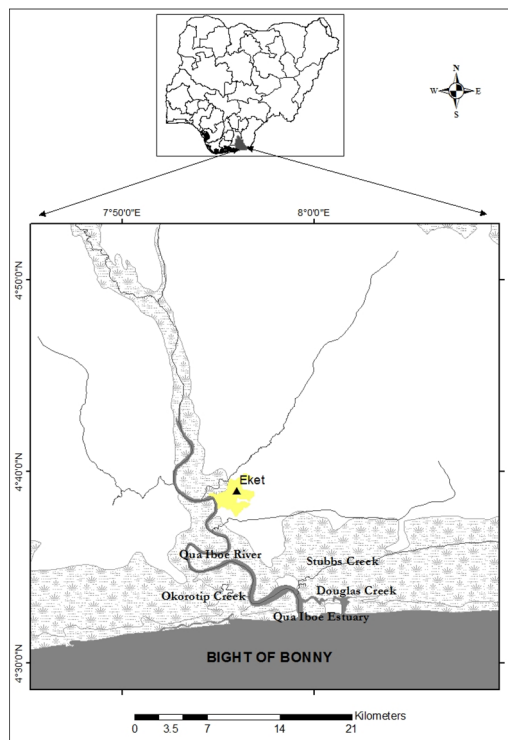 N
W E
S
7°50'0"E 8°0'0"E
4°50'0"N
4°40'0"N
Eket
Qua Iboe River
Stubbs Creek
Okorotip Creek
Douglas Creek
Qua Iboe Estuary
4°30'0"N
BIGHT OF BONNY
Kilometers
0 3.5 7 14 21